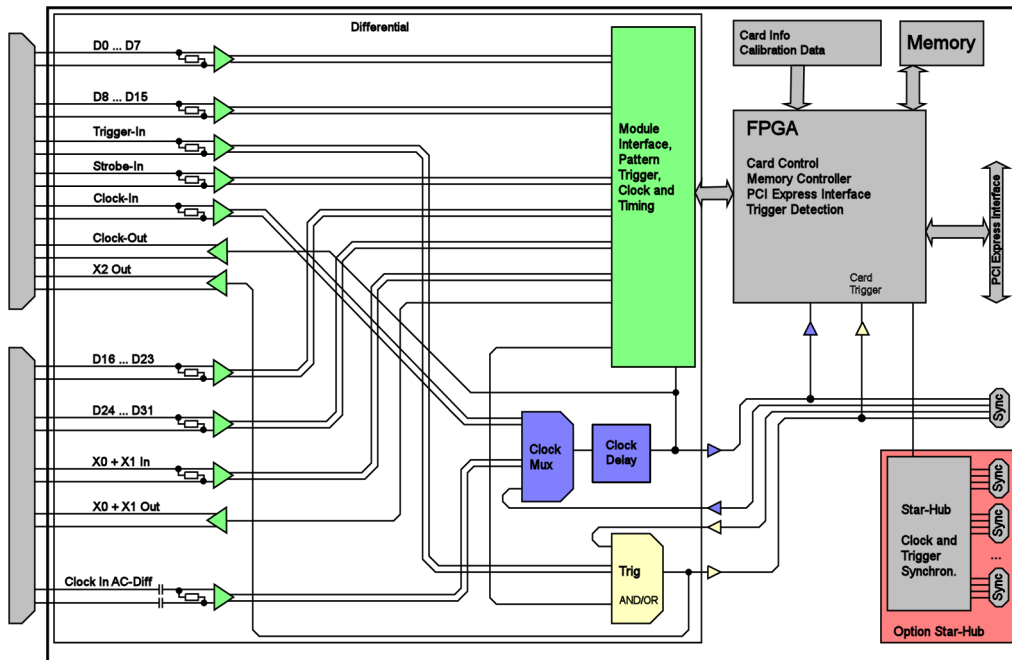 Differential
D0 ... D7
D8 ... D15
Trigger-In
Strobe-In
Clock-In
Clock-Out
X2 Out
D16 ... D23
D24 ... D31
X0 + X1 In
X0 + X1 Out
Clock In AC-Diff
Module
Interface,
Pattern
Trigger,
Clock and
Timing
Clock
Mux
Clock
Delay
Trig
AND/OR
Card Info
Calibration Data
Memory
FPGA
Card Control
Memory Controller
PCI Express Interface
Trigger Detection
Card
Trigger
PCI Express Interface
Sync
Star-Hub
Clock and
Trigger
Synchron.
Sync
Sync
...
Sync
Option Star-Hub